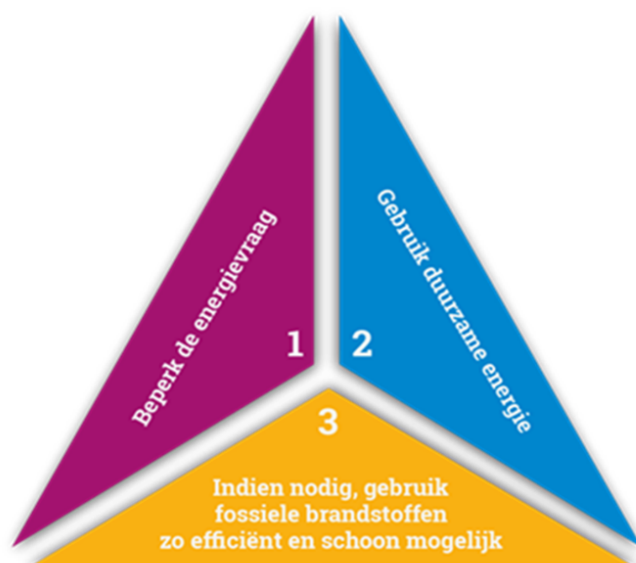 Beperk de energievraag
1
2
Gebruik duurzame energie
3
Indien nodig, gebruik
fossiele brandstoffen
zo efficiënt en schoon mogelijk